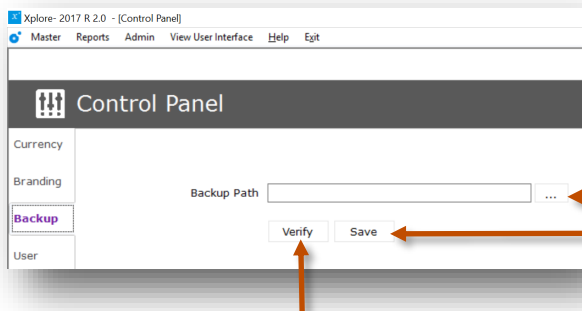 Xplore- 2017 R 2.0 - [Control Panel]
Master Reports Admin View User Interface Help Exit
Control Panel
Currency
Branding
Backup
User
Backup Path ...
Verify Save